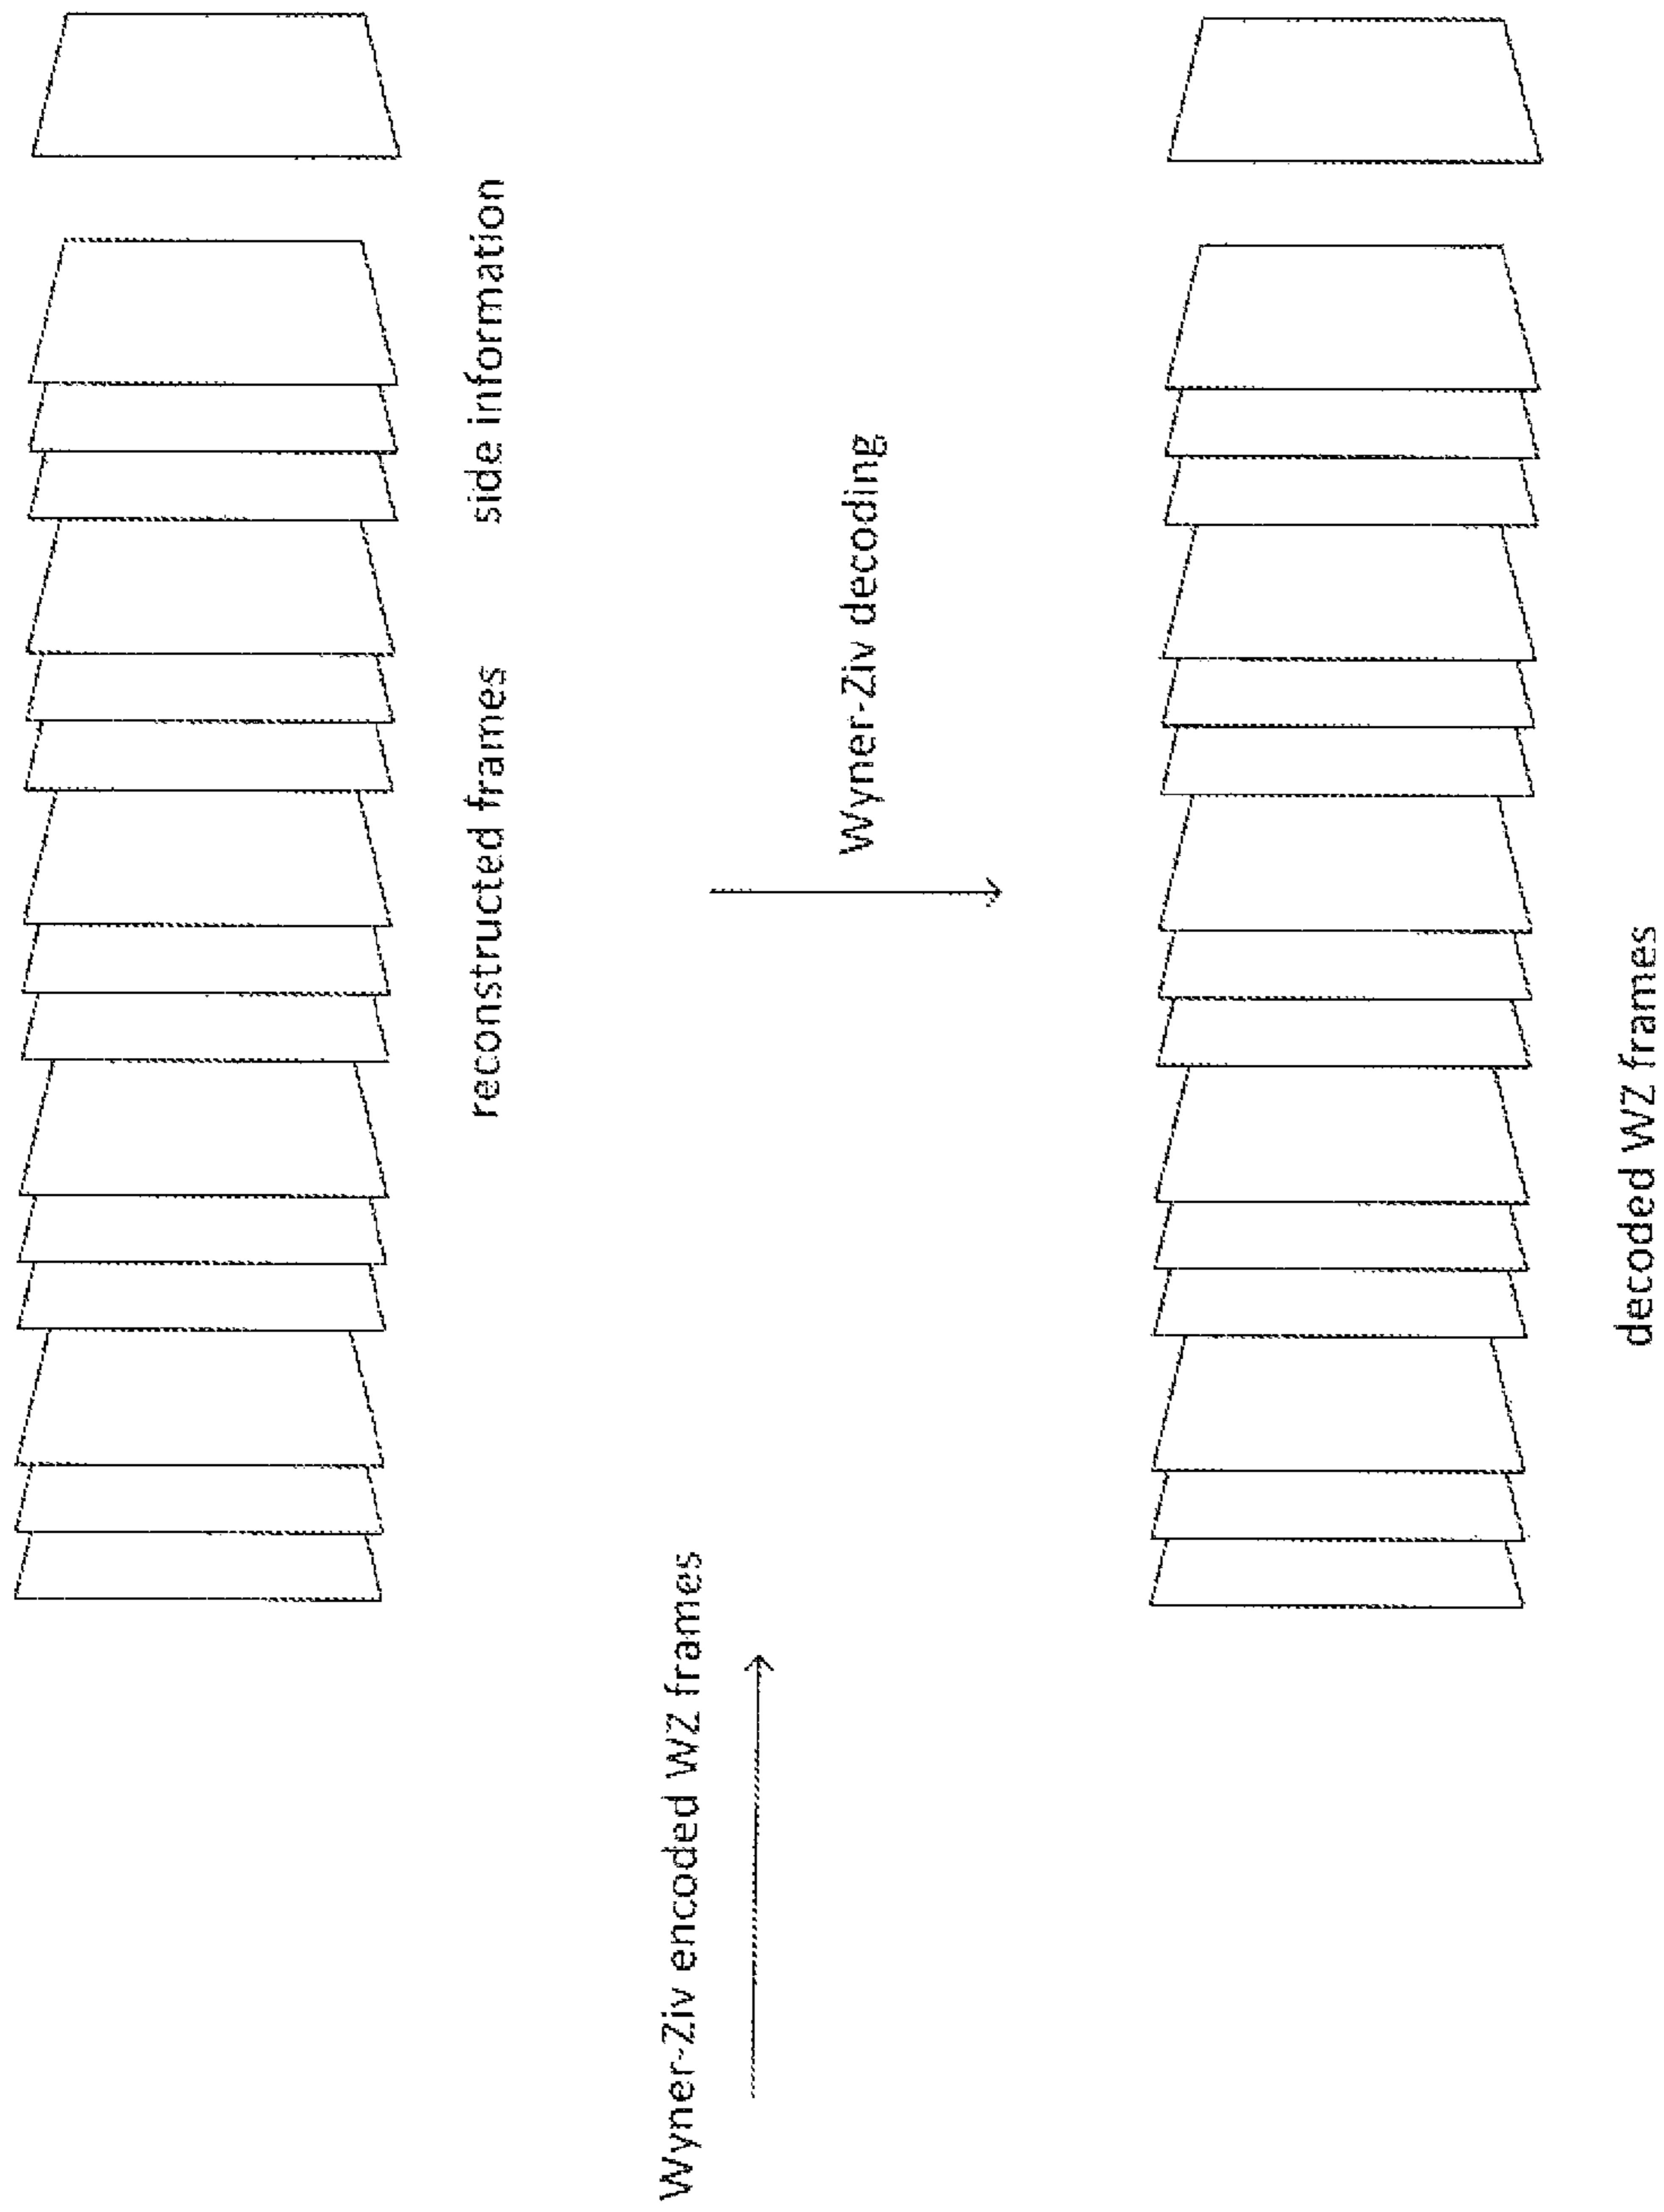 reconstructed frames
side information
Wyner-Ziv encoded WZ frames
Wyner-Ziv decoding
decoded WZ frames